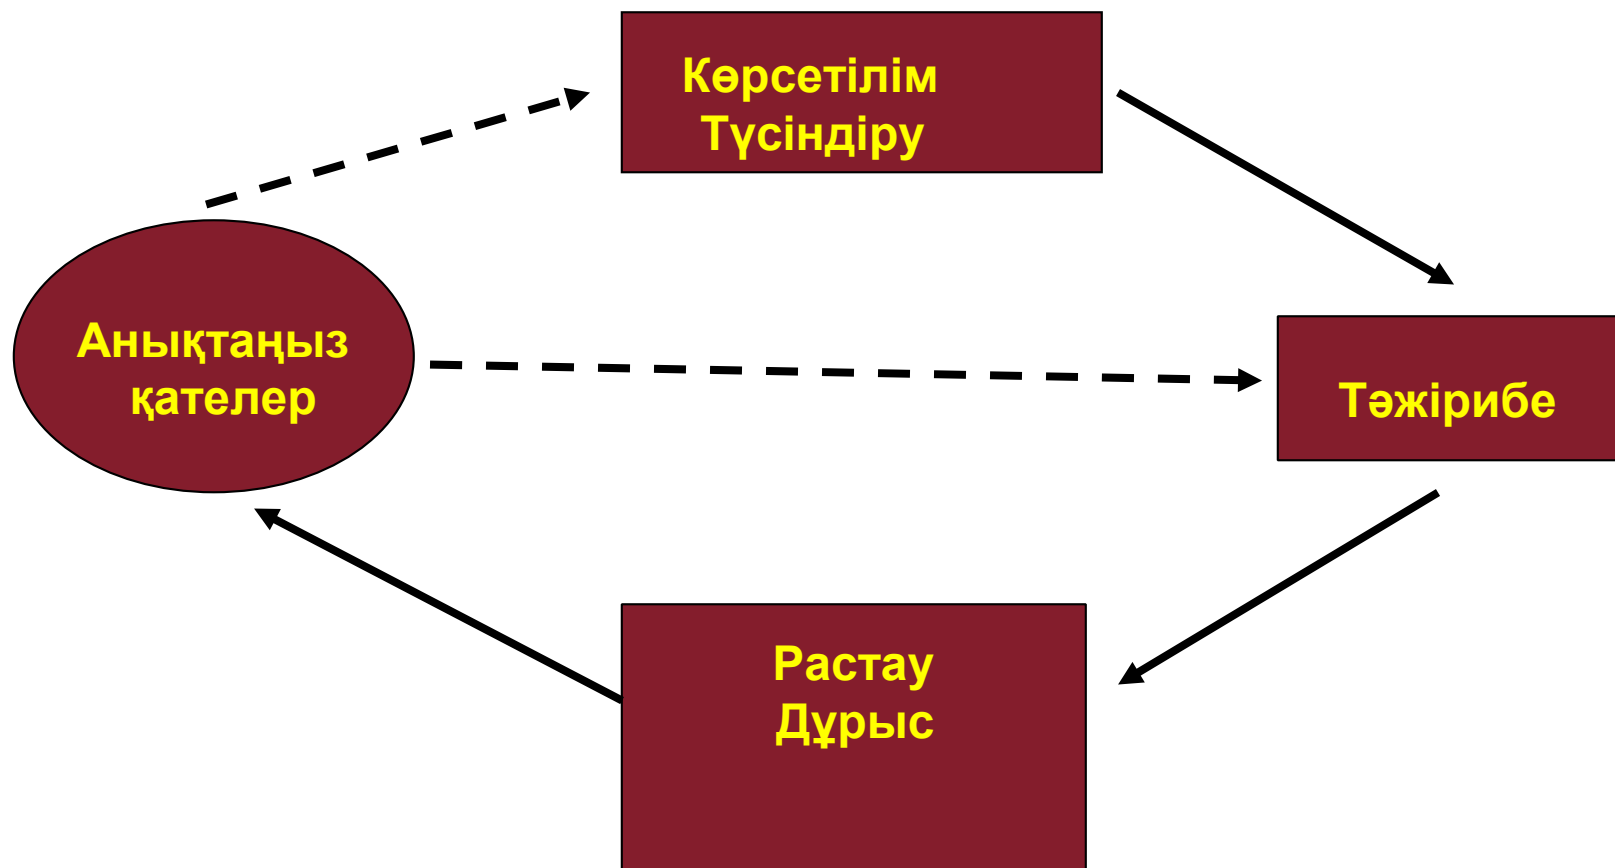 Көрсетілім
Түсіндіру
Анықтаңыз
қателер
Тәжірибе
Растау
Дұрыс